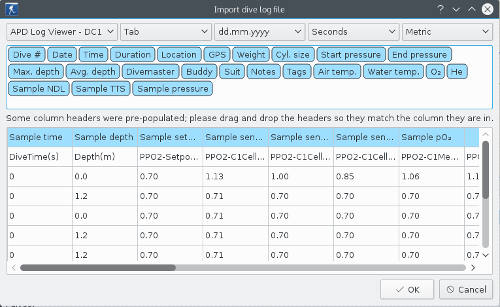 Import dive log file
APD Log Viewer - DC1 Tab dd.mm.yyyy Seconds Metric
Dive # Date Time Duration Location GPS Weight Cyl. size Start pressure End pressure
Max. depth Avg. depth Divemaster Buddy Suit Notes Tags Air temp. Water temp. O₂ He
Sample NDL Sample TTS Sample pressure
Some column headers were pre-populated; please drag and drop the headers so they match the column they are in.
Sample time Sample depth Sample set... Sample sen... Sample sen... Sample sen... Sample pO₂
DiveTime(s) Depth(m) PPO2-Setpo... PPO2-C1Cell... PPO2-C1Cell... PPO2-C1Cell... PPO2-C1Me...
0 0.0 0.70 1.13 1.00 0.85 1.06 1.1
0 1.2 0.70 0.71 0.70 0.70 0.70 0.7
0 0.0 0.70 0.71 0.70 0.70 0.70 0.7
0 1.2 0.70 0.71 0.70 0.70 0.70 0.7
0 1.2 0.70 0.71 0.70 0.70 0.70 0.7
OK Cancel